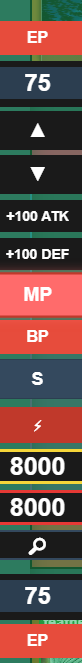 EP
75
▲
▼
+100 ATK
+100 DEF
MP
BP
S
⚡
8000
8000
75
EP